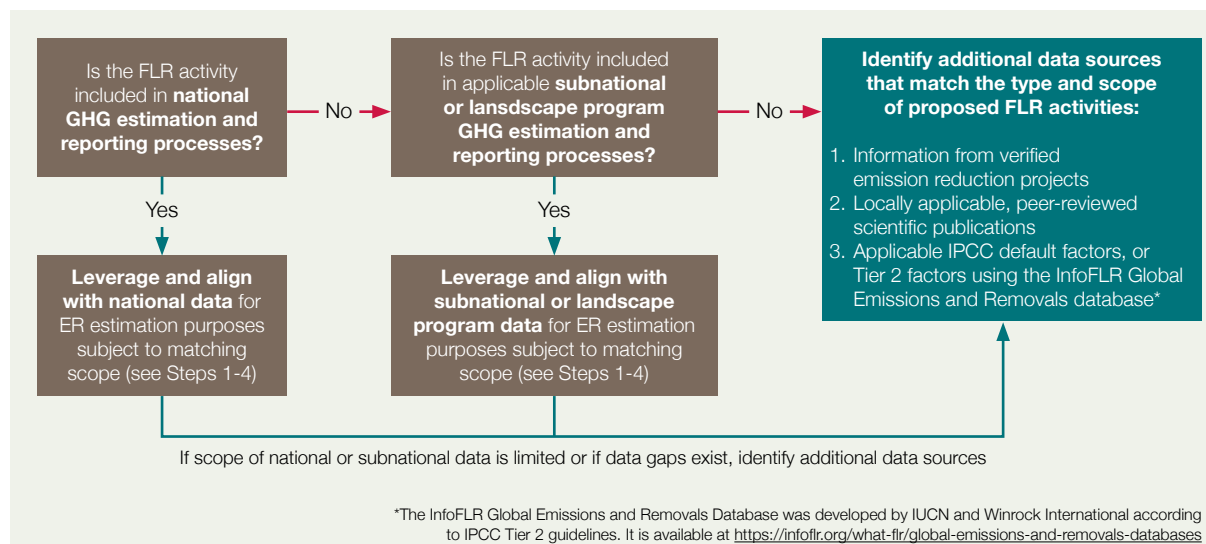 Is the FLR activity
included in national
GHG estimation and
reporting processes?
No
Is the FLR activity included
in applicable subnational
or lansdscape program
GHG estimation and
reporting processes?
No
Identify additional data sources
that match the type and scope
of proposed FLR activities:
1. Information from verified
emission reduction projects
2. Locally applicable, peer-reviewed
scientific publications
3. Applicable IPCC default factors, or
Tier 2 factors using the InfoFLR Global
Emissions and Removals database*
Yes
Yes
Leverage and align
with national data for
ER estimation purposes
subject to matching
scope (see Steps 1-4)
Leverage and align with
subnational or landscape
program data for ER estimation
purposes subject to matching
scope (see Steps 1-4)
If scope of national or subnational data is limited or if data gaps exist, identify additional data sources
*The InfoFLR Global Emissions and Removals Database was developed by IUCN and Winrock International according
to IPCC Tier 2 guidelines. It is available at https://infoflr.org/what-flr/global-emissions-and-removals-databases